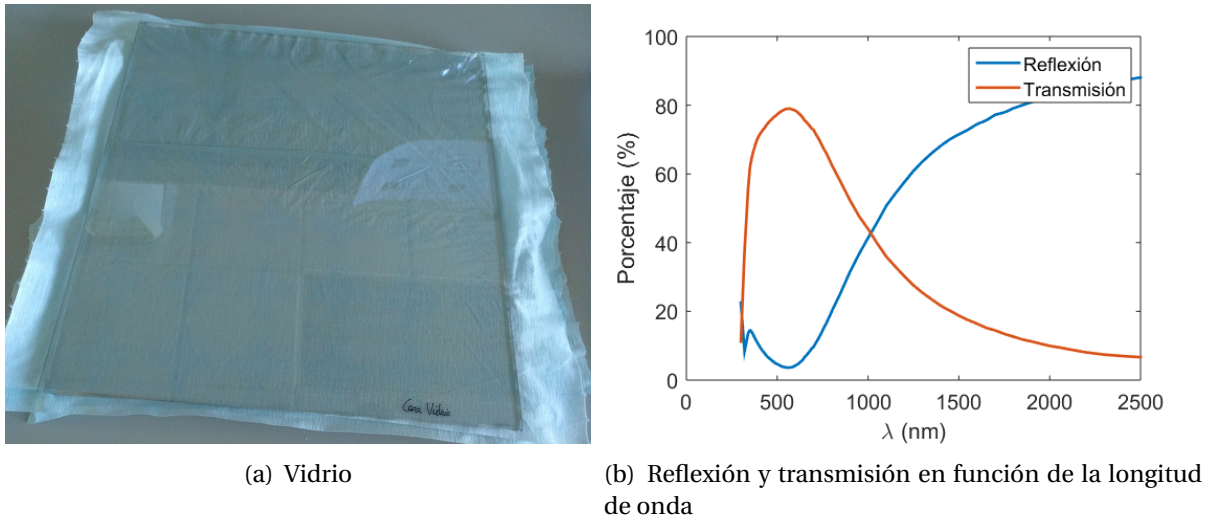 Cara Vidrio
(a) Vidrio
100
80
60
40
20
0
Porcentaje (%)
Reflexión
Transmisión
0 500 1000 1500 2000 2500
λ (nm)
(b) Reflexión y transmisión en función de la longitud
de onda